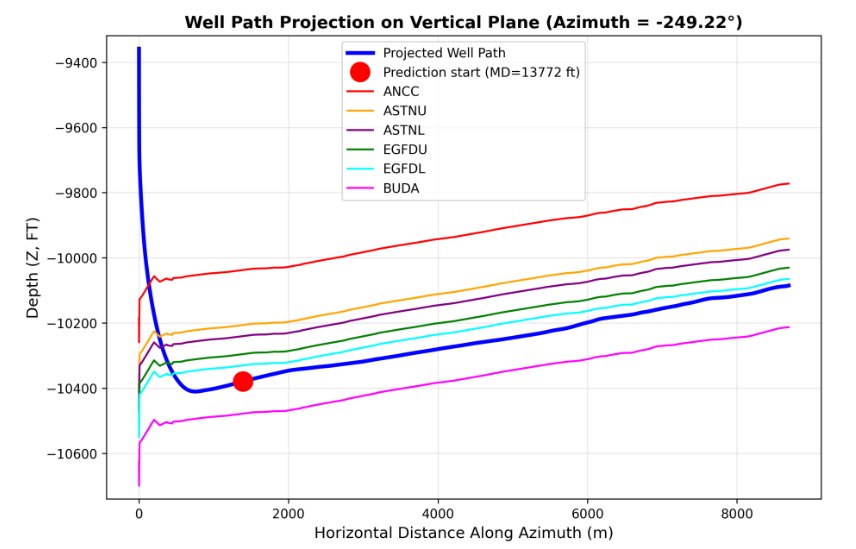 Well Path Projection on Vertical Plane (Azimuth = -249.22°)
Projected Well Path
Prediction start (MD=13772 ft)
ANCC
ASTNU
ASTNL
EGFDU
EGFDL
BUDA
Depth (Z, FT)
−9400
−9600
−9800
−10000
−10200
−10400
−10600
0
2000
4000
6000
8000
Horizontal Distance Along Azimuth (m)